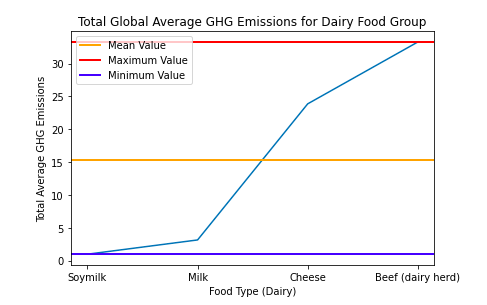 Total Global Average GHG Emissions for Dairy Food Group
Mean Value
Maximum Value
Minimum Value
Total Average GHG Emissions
30
25
20
15
10
5
0
Soymilk Milk Cheese Beef (dairy herd)
Food Type (Dairy)